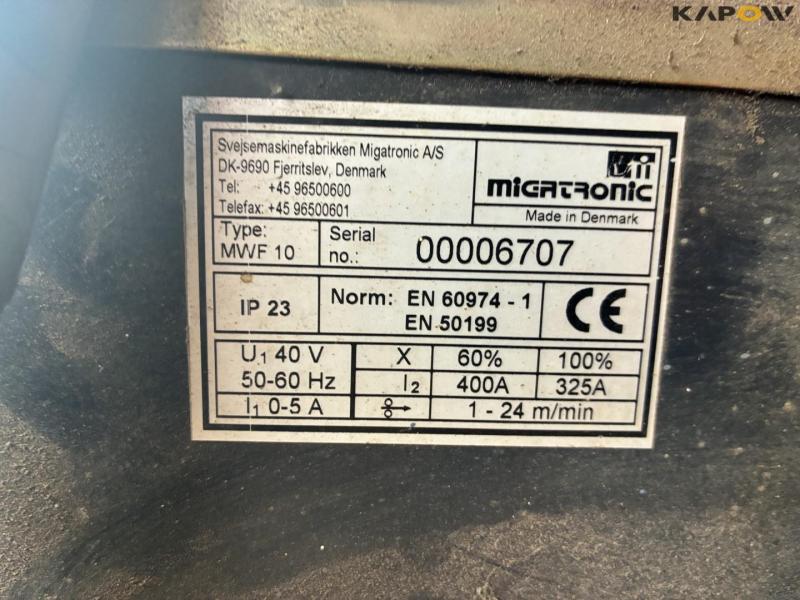 KAPOW
Svejsemaskinefabrikken Migatronic A/S
DK-9690 Fjerritslev, Denmark
Tel: +45 96500600
Telefax: +45 96500601
MIGATRONIC
Made in Denmark
Type:
MWF 10
Serial
no.: 00006707
IP 23
Norm: EN 60974 - 1
EN 50199
CE
U1 40 V
50-60 Hz
I1 0-5 A
X 60% 100%
I2 400A 325A
1 - 24 m/min